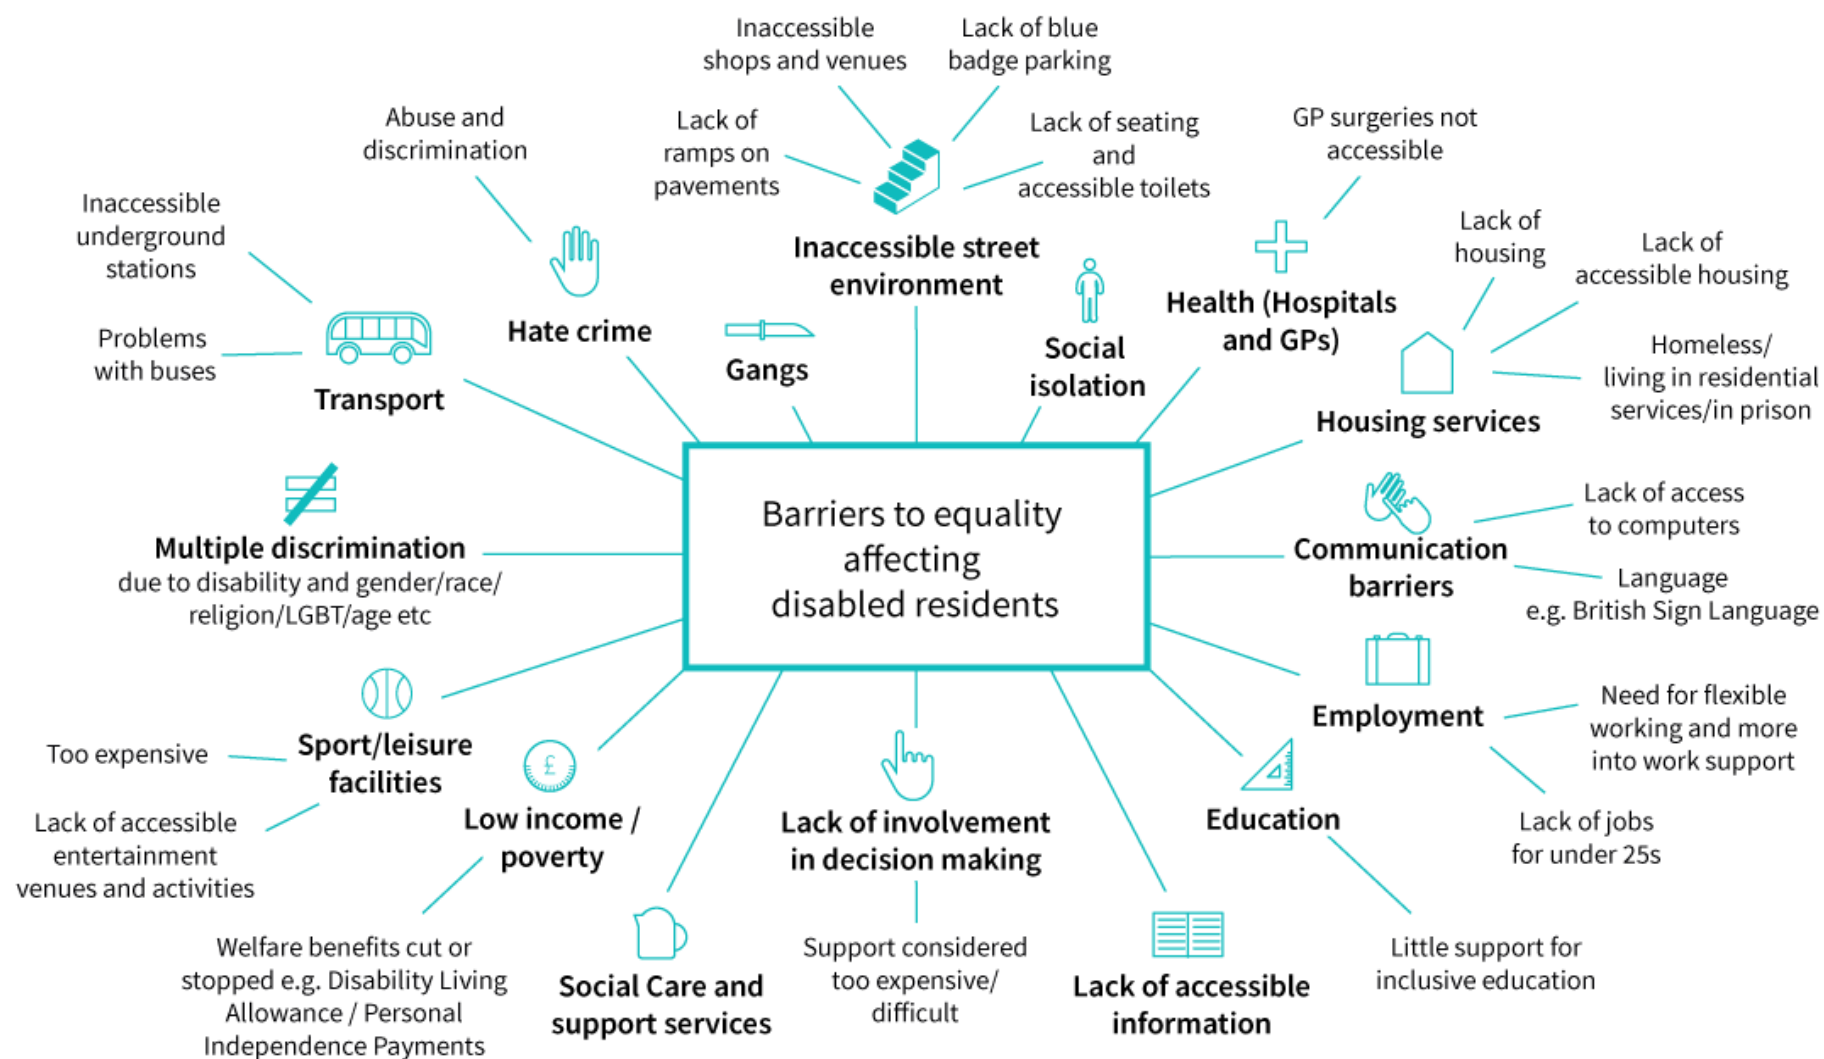 Inaccessible
shops and venues
Lack of blue
badge parking
Lack of
ramps on
pavements
Lack of seating
and
accessible toilets
Inaccessible street
environment
Abuse and
discrimination
Hate crime
Inaccessible
underground
stations
Problems
with buses
Transport
Gangs
Social
isolation
GP surgeries not
accessible
Health (Hospitals
and GPs)
Lack of
housing
Lack of
accessible housing
Homeless/
living in residential
services/in prison
Housing services
Multiple discrimination
due to disability and gender/race/
religion/LGBT/age etc
Barriers to equality
affecting
disabled residents
Communication
barriers
Lack of access
to computers
Language
e.g. British Sign Language
Employment
Need for flexible
working and more
into work support
Lack of jobs
for under 25s
Sport/leisure
facilities
Too expensive
Lack of accessible
entertainment
venues and activities
£
Low income /
poverty
Welfare benefits cut or
stopped e.g. Disability Living
Allowance / Personal
Independence Payments
Social Care and
support services
Lack of involvement
in decision making
Support considered
too expensive/
difficult
Lack of accessible
information
Education
Little support for
inclusive education